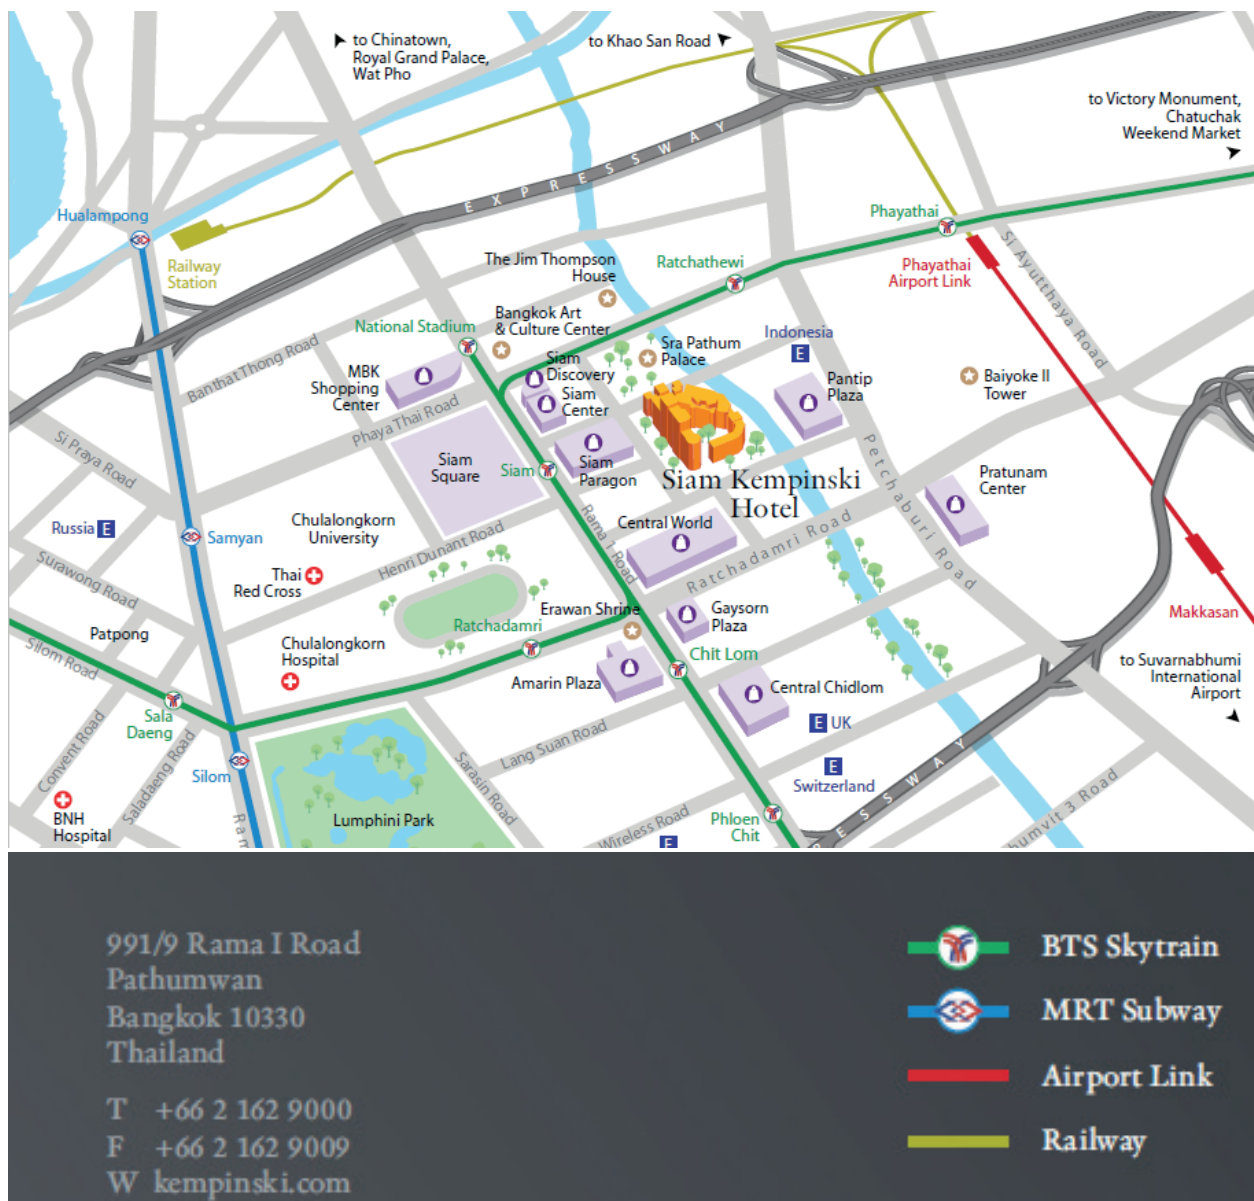 to Chinatown,
Royal Grand Palace,
Wat Pho
to Khao San Road
to Victory Monument,
Chatuchak
Weekend Market
EXPRESSWAY
Hualampong
Railway
Station
Phayathai
Phayathai
Airport Link
Si Ayutthaya Road
Ratchathewi
The Jim Thompson
House
National Stadium
Bangkok Art
& Culture Center
Banthat Thong Road
MBK
Shopping
Center
Siam
Discovery
Siam
Center
Sra Pathum
Palace
Indonesia
E
Pantip
Plaza
Baiyoke II
Tower
Phaya Thai Road
Si Praya Road
Siam
Square
Siam
Siam
Paragon
Siam Kempinski
Hotel
Petchaburi Road
Pratunam
Center
Russia E
Samyan
Chulalongkorn
University
Central World
Rama 1 Road
Ratchadamri Road
Henri Dunant Road
Surawong Road
Thai
Red Cross
Erawan Shrine
Gaysorn
Plaza
Makkasan
Patpong
Silom Road
Chulalongkorn
Hospital
Ratchadamri
Chit Lom
Amarin Plaza
Central Chidlom
to Suvarnabhumi
International
Airport
Sala
Daeng
Convent Road
Saladaeng Road
Silom
Lang Suan Road
Sarasin Road
E UK
E
Switzerland
BNH
Hospital
Ram
Lumphini Park
Wireless Road
E
Phloen
Chit
ESSWAY
humvit 3 Road
991/9 Rama I Road
Pathumwan
Bangkok 10330
Thailand
T +66 2 162 9000
F +66 2 162 9009
W kempinski.com
BTS Skytrain
MRT Subway
Airport Link
Railway